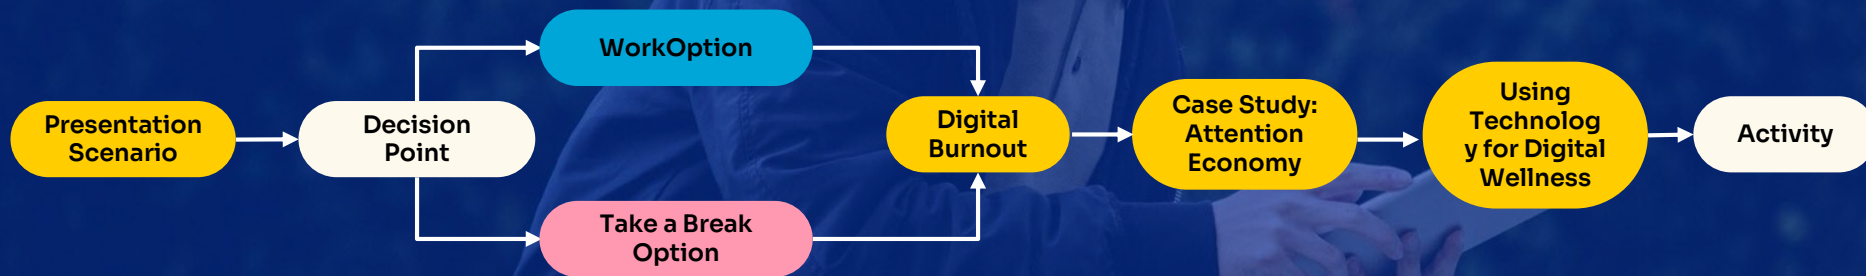 Presentation
Scenario
Decision
Point
WorkOption
Take a Break
Option
Digital
Burnout
Case Study:
Attention
Economy
Using
Technolog
y for Digital
Wellness
Activity